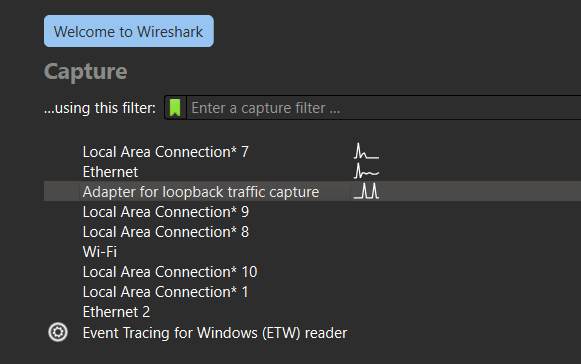 Welcome to Wireshark
Capture
...using this filter: Enter a capture filter ...
Local Area Connection* 7
Ethernet
Adapter for loopback traffic capture
Local Area Connection* 9
Local Area Connection* 8
Wi-Fi
Local Area Connection* 10
Local Area Connection* 1
Ethernet 2
Event Tracing for Windows (ETW) reader